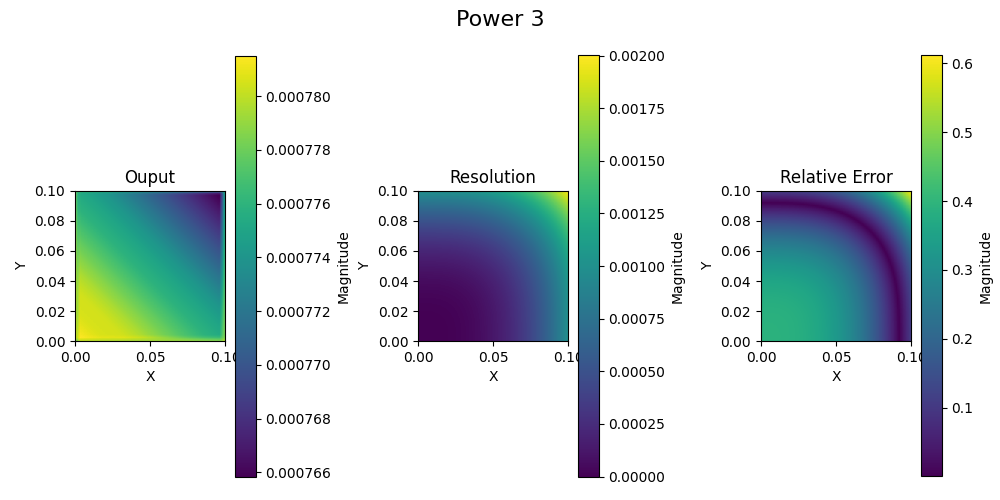 Power 3
Ouput
0.10
0.08
0.06
0.04
0.02
0.00
Y
0.00 0.05 0.10
X
0.000780
0.000778
0.000776
0.000774
0.000772
0.000770
0.000768
0.000766
Magnitude
Resolution
0.10
0.08
0.06
0.04
0.02
0.00
Y
0.00 0.05 0.10
X
0.00200
0.00175
0.00150
0.00125
0.00100
0.00075
0.00050
0.00025
0.00000
Magnitude
Relative Error
0.10
0.08
0.06
0.04
0.02
0.00
Y
0.00 0.05 0.10
X
0.6
0.5
0.4
0.3
0.2
0.1
Magnitude